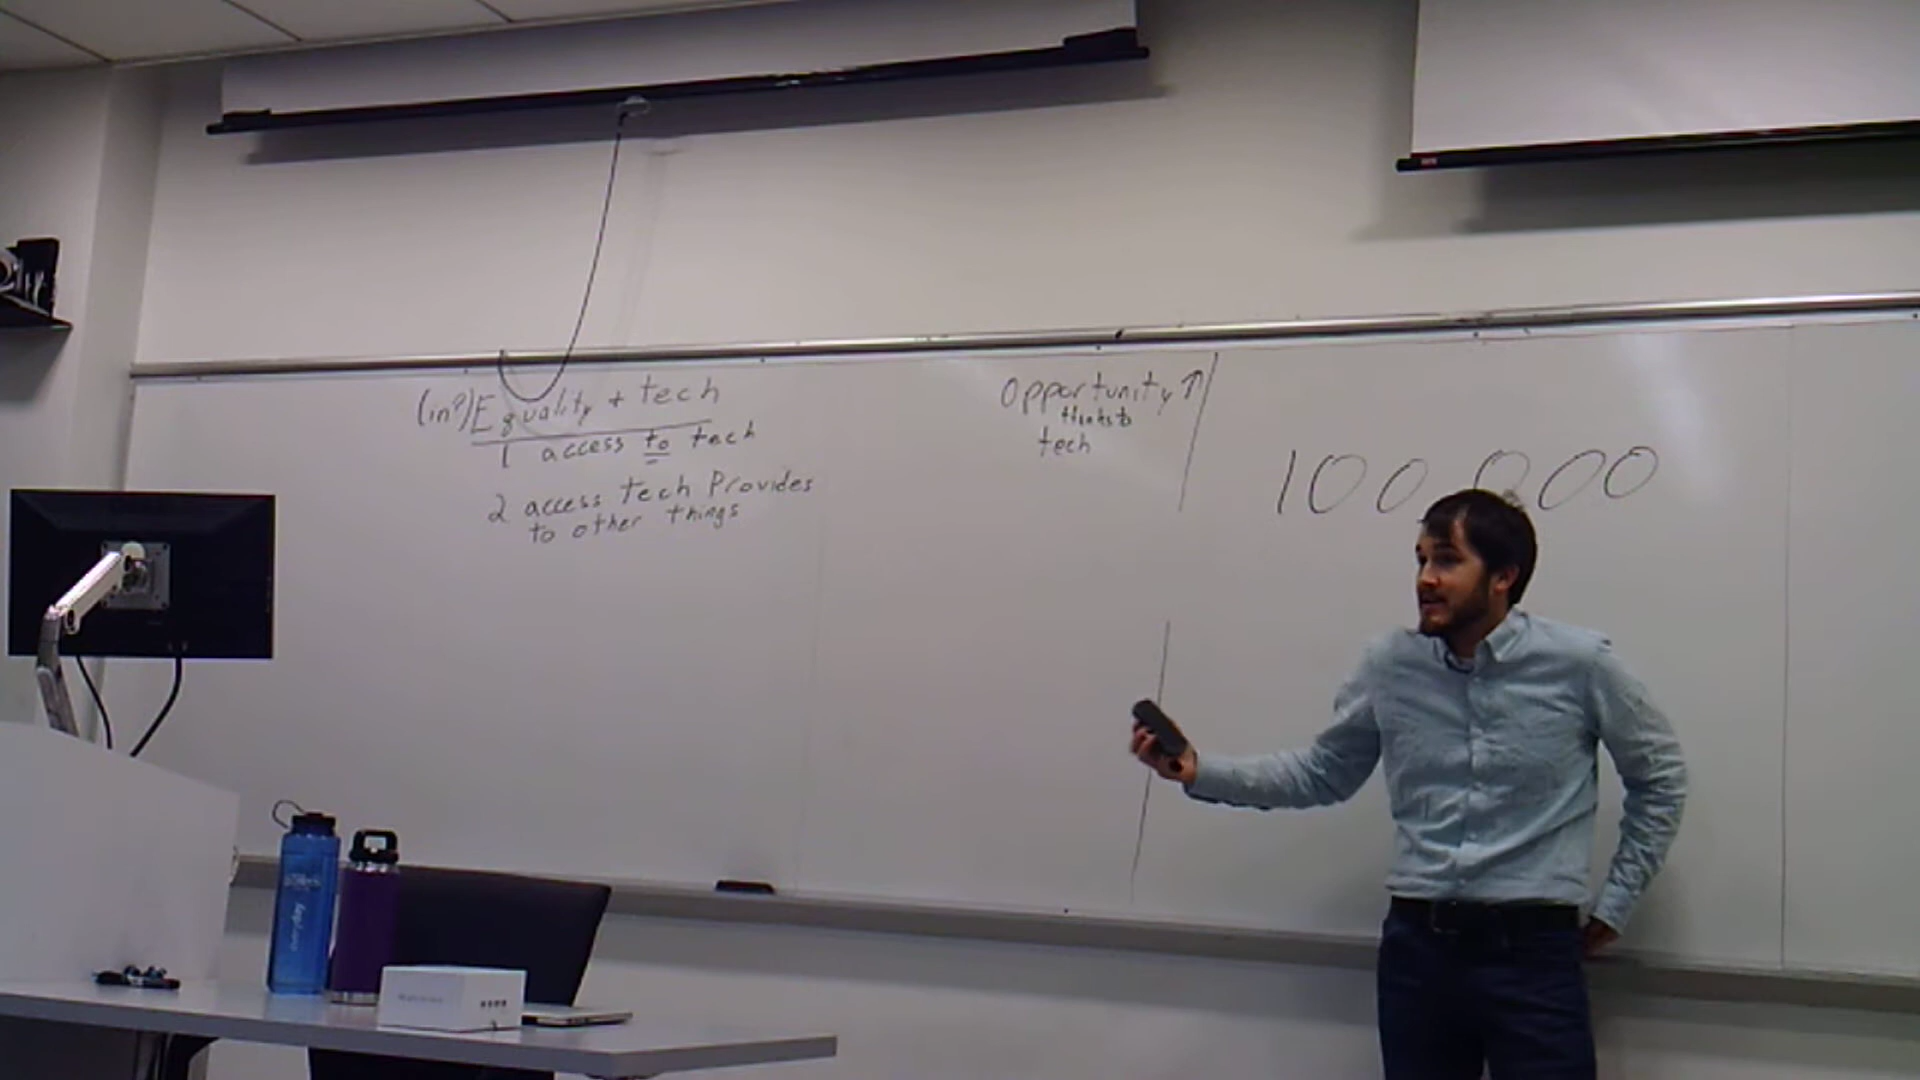 (in?) Equality + tech
1 access to tech
2 access tech Provides
to other things
Opportunity ↑
thanks to
tech
100 000